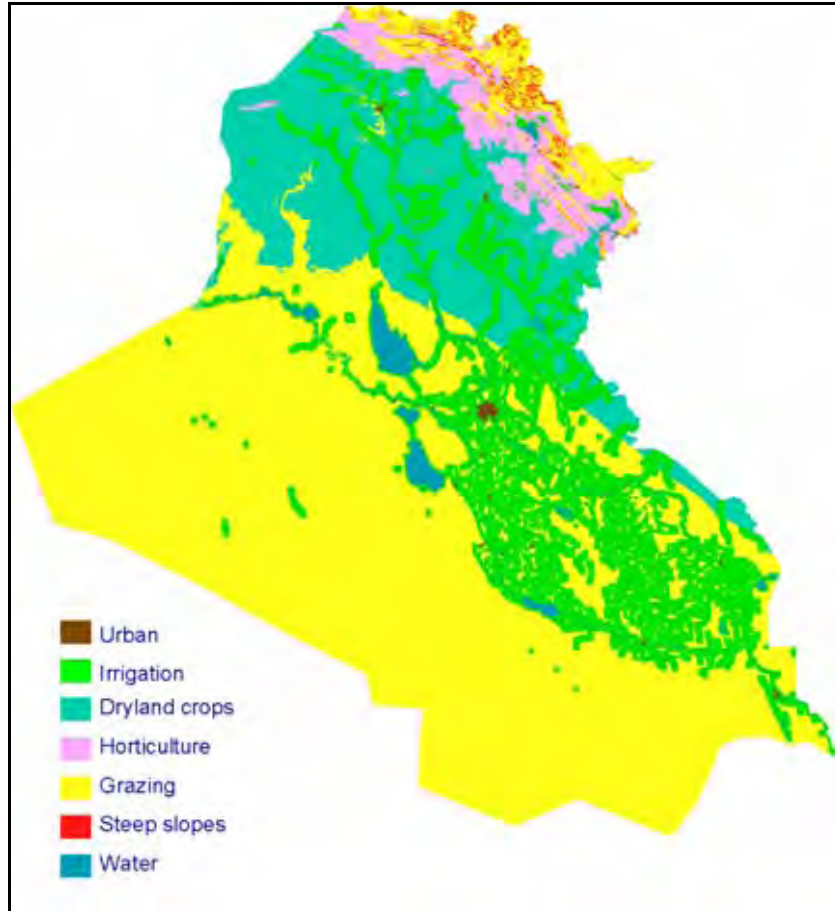 Urban
Irrigation
Dryland crops
Horticulture
Grazing
Steep slopes
Water